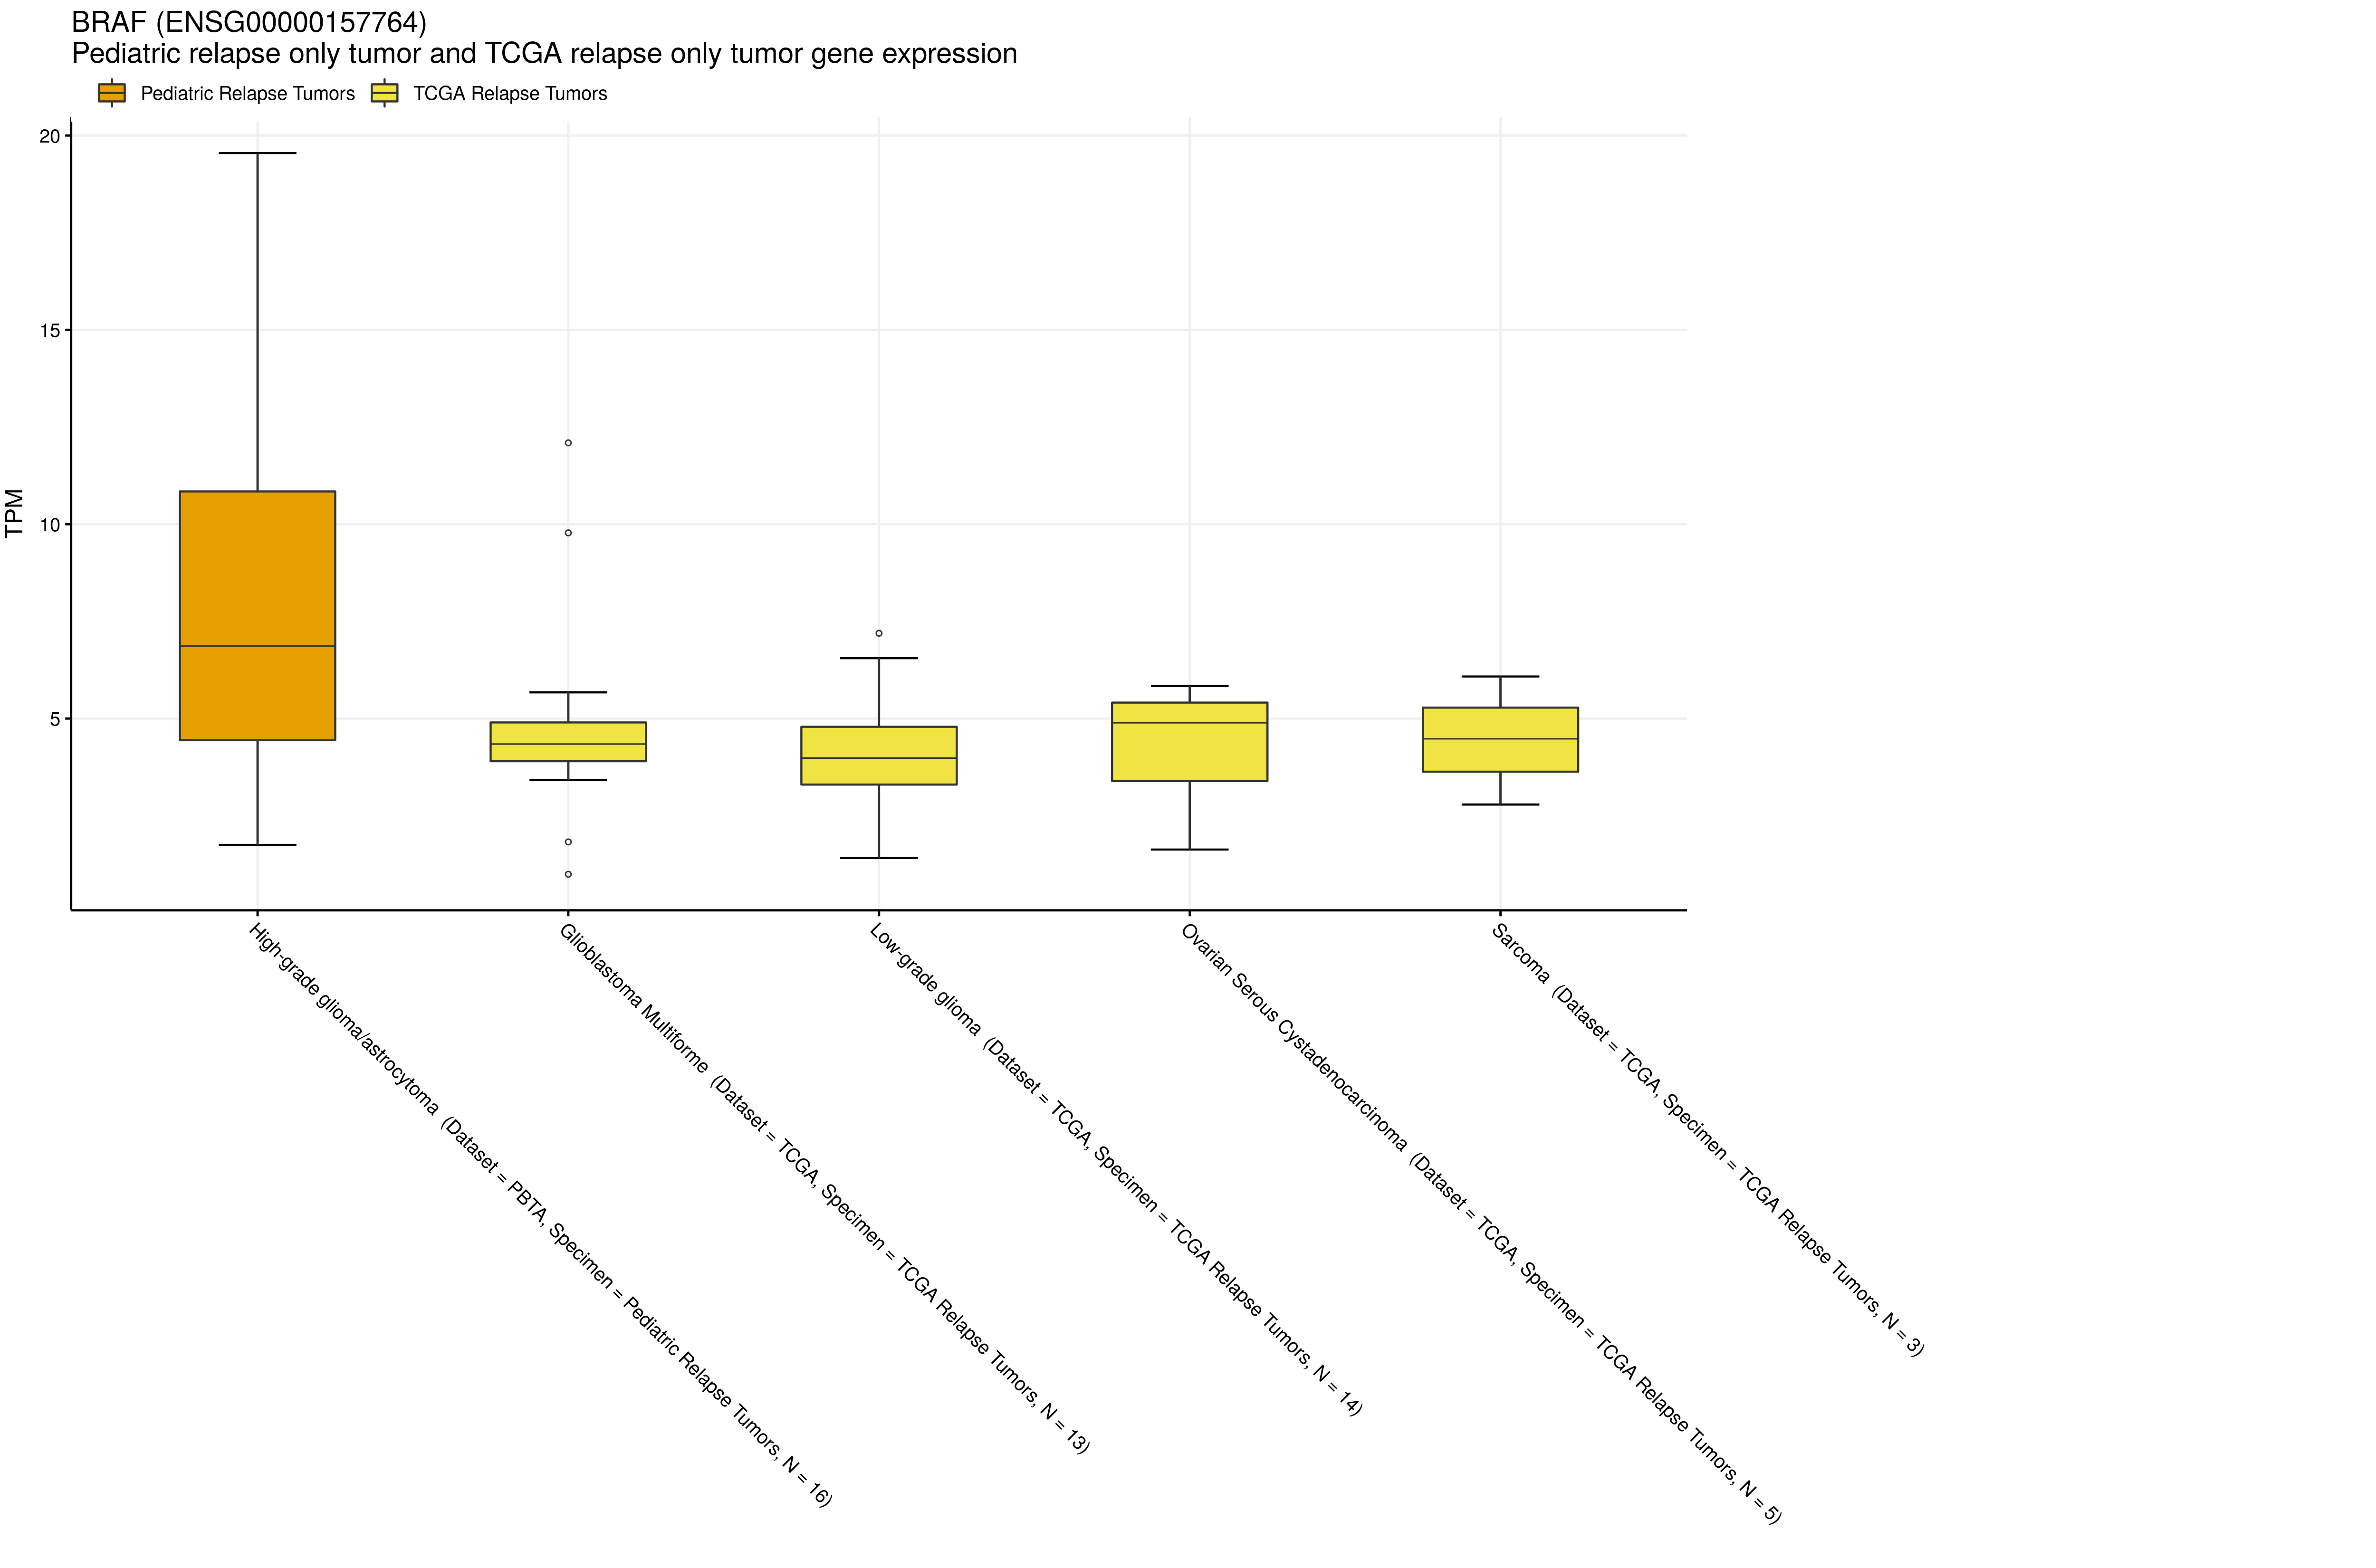 BRAF (ENSG00000157764)
Pediatric relapse only tumor and TCGA relapse only tumor gene expression
Pediatric Relapse Tumors
TCGA Relapse Tumors
TPM
20
15
10
5
High-grade glioma/astrocytoma (Dataset = PBTA, Specimen = Pediatric Relapse Tumors, N = 16)
Glioblastoma Multiforme (Dataset = TCGA, Specimen = TCGA Relapse Tumors, N = 13)
Low-grade glioma (Dataset = TCGA, Specimen = TCGA Relapse Tumors, N = 14)
Ovarian Serous Cystadenocarcinoma (Dataset = TCGA, Specimen = TCGA Relapse Tumors, N = 5)
Sarcoma (Dataset = TCGA, Specimen = TCGA Relapse Tumors, N = 3)